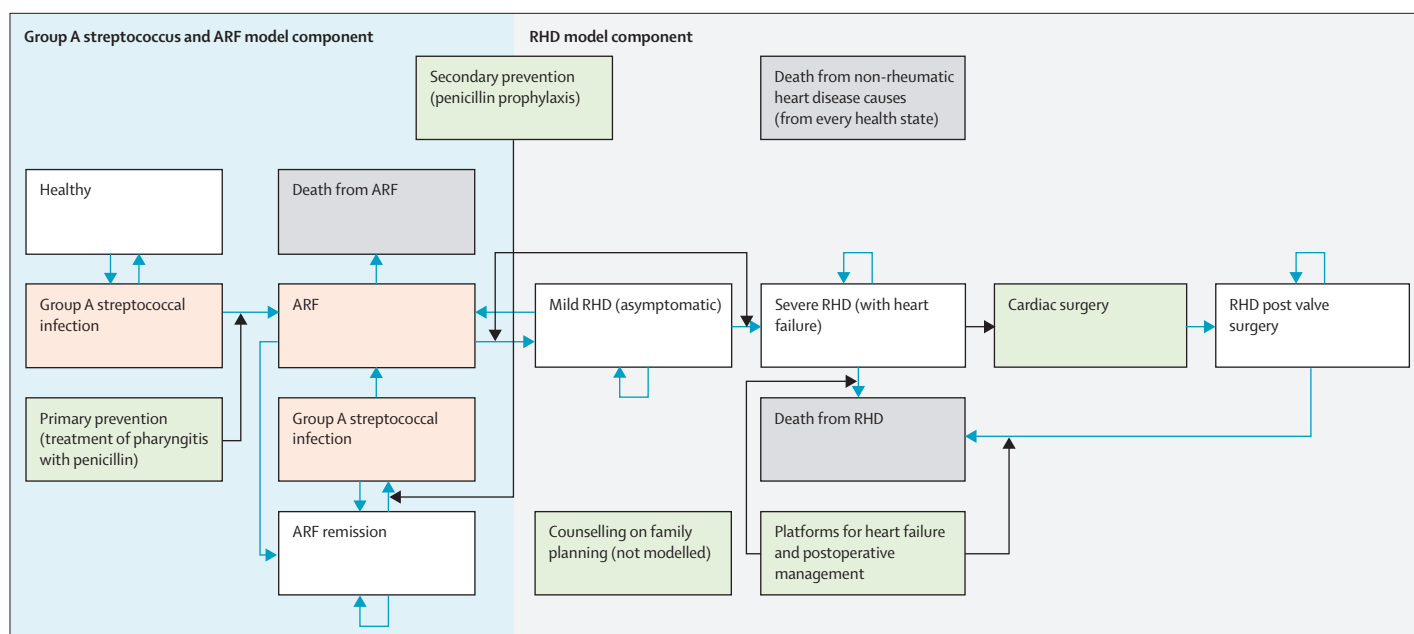 Group A streptococcus and ARF model component
RHD model component
Secondary prevention
(penicillin prophylaxis)
Death from non-rheumatic
heart disease causes
(from every health state)
Healthy
Death from ARF
Group A streptococcal
infection
ARF
Mild RHD (asymptomatic)
Severe RHD (with heart
failure)
Cardiac surgery
RHD post valve
surgery
Primary prevention
(treatment of pharyngitis
with penicillin)
Group A streptococcal
infection
Death from RHD
ARF remission
Counselling on family
planning (not modelled)
Platforms for heart failure
and postoperative
management